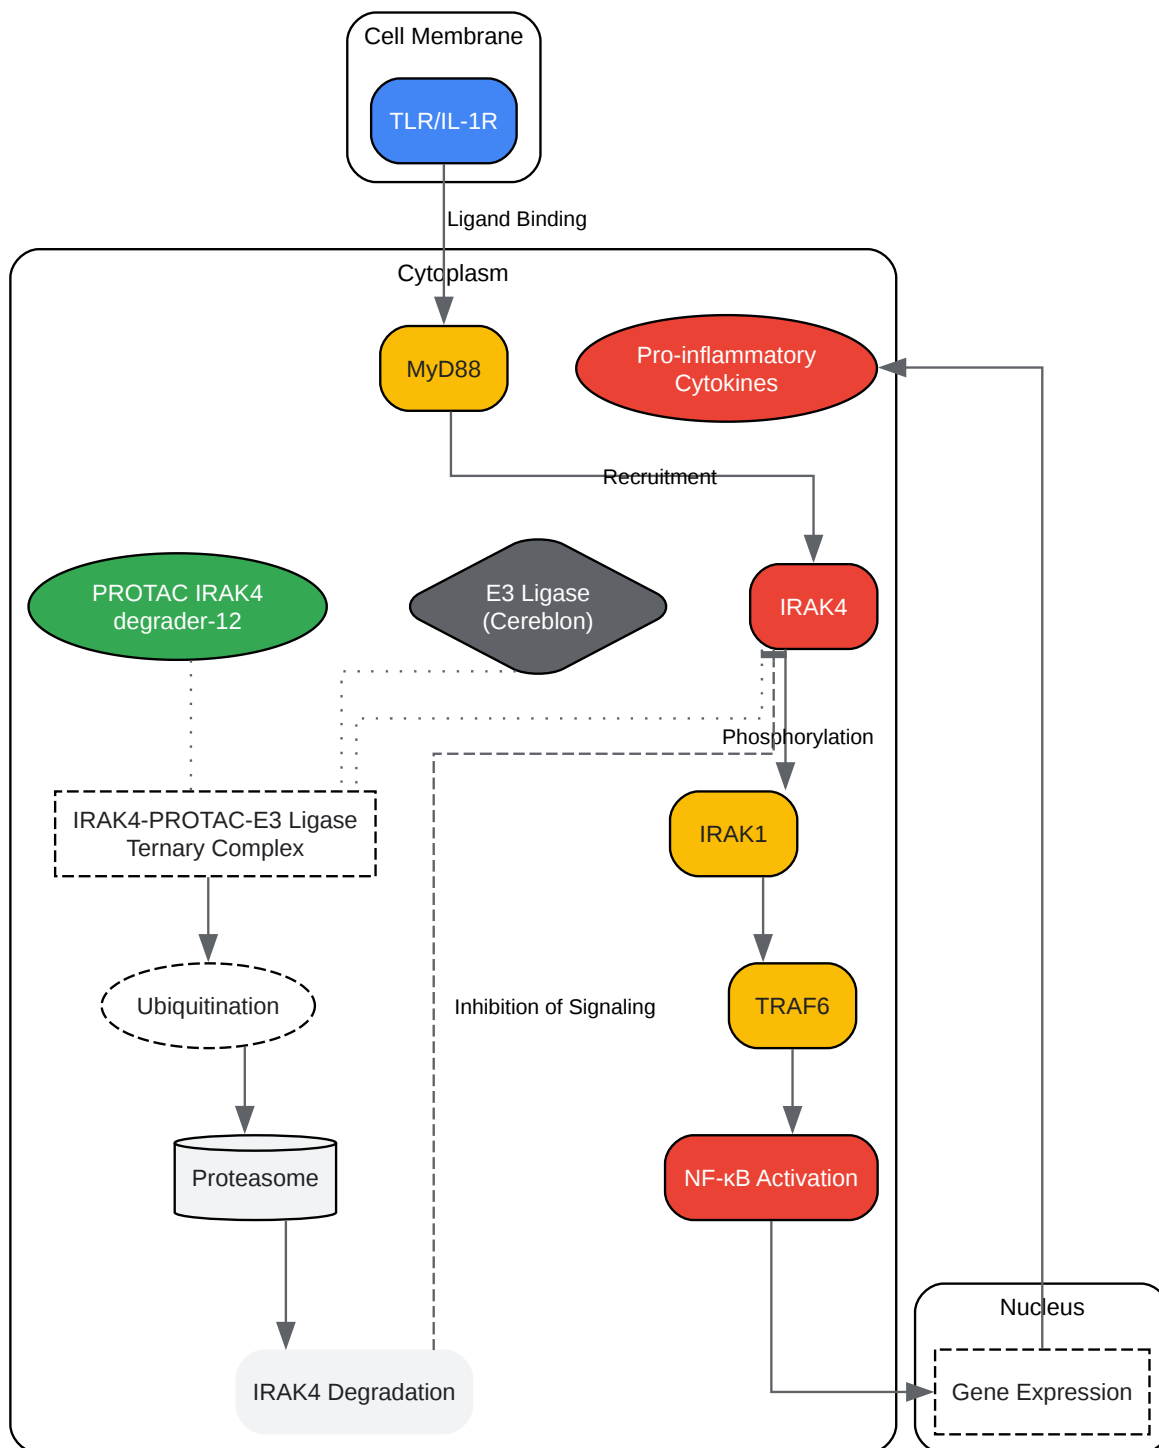 Cell Membrane
TLR/IL-1R
Ligand Binding
Cytoplasm
MyD88
Pro-inflammatory
Cytokines
Recruitment
PROTAC IRAK4
degrader-12
E3 Ligase
(Cereblon)
IRAK4
Phosphorylation
IRAK4-PROTAC-E3 Ligase
Ternary Complex
IRAK1
Ubiquitination
Inhibition of Signaling
TRAF6
Proteasome
NF-κB Activation
Nucleus
IRAK4 Degradation
Gene Expression